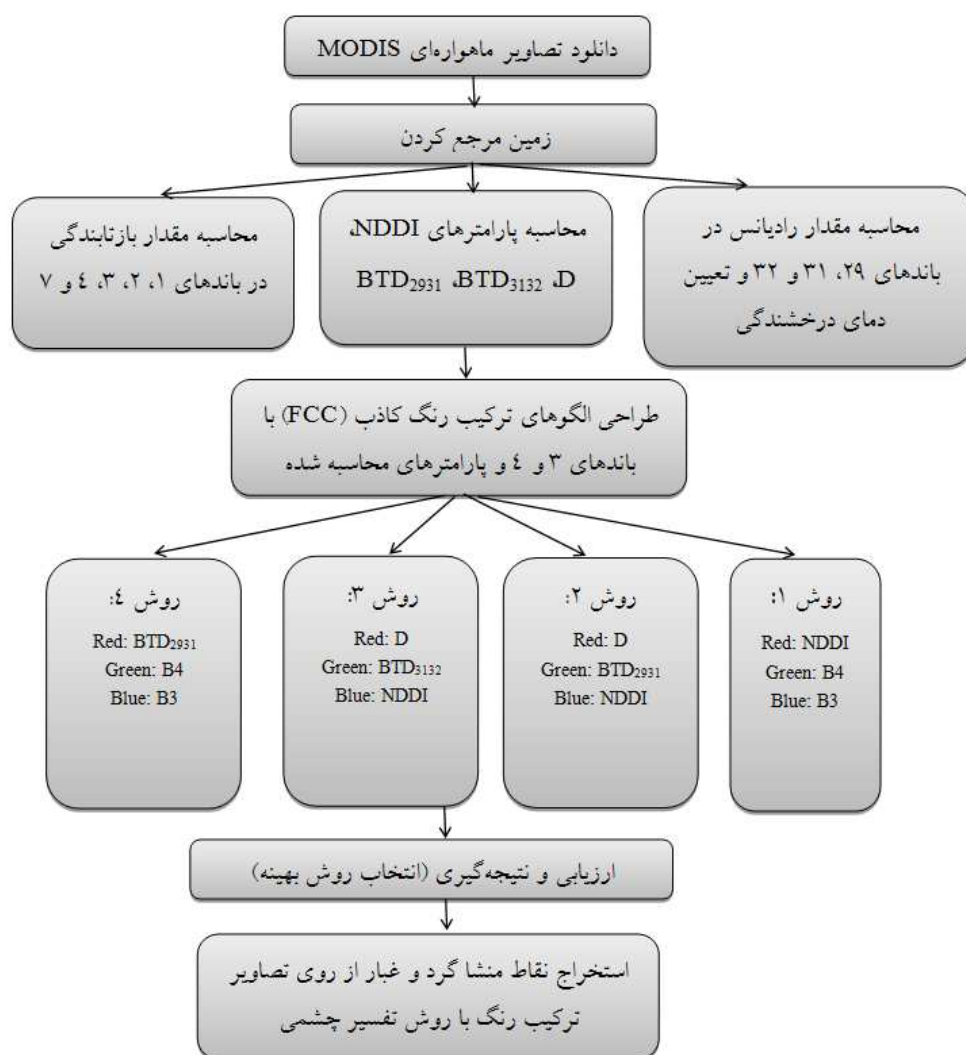 دانلود تصاویر ماهواره‌ای MODIS
زمین مرجع کردن
محاسبه مقدار رادیانس در
باندهای ۲۹، ۳۱ و ۳۲ و تعیین
دمای درخشندگی
محاسبه پارامترهای NDDI،
BTD2931 ،BTD3132 ،D
محاسبه مقدار بازتابندگی
در باندهای ۱، ۲، ۳، ٤ و ۷
طراحی الگوهای ترکیب رنگ کاذب (FCC) با
باندهای ۳ و ٤ و پارامترهای محاسبه شده
روش ۱:
Red: NDDI
Green: B4
Blue: B3
روش ۲:
Red: D
Green: BTD2931
Blue: NDDI
روش ۳:
Red: D
Green: BTD3132
Blue: NDDI
روش ٤:
Red: BTD2931
Green: B4
Blue: B3
ارزیابی و نتیجه‌گیری (انتخاب روش بهینه)
استخراج نقاط منشا گرد و غبار از روی تصاویر
ترکیب رنگ با روش تفسیر چشمی